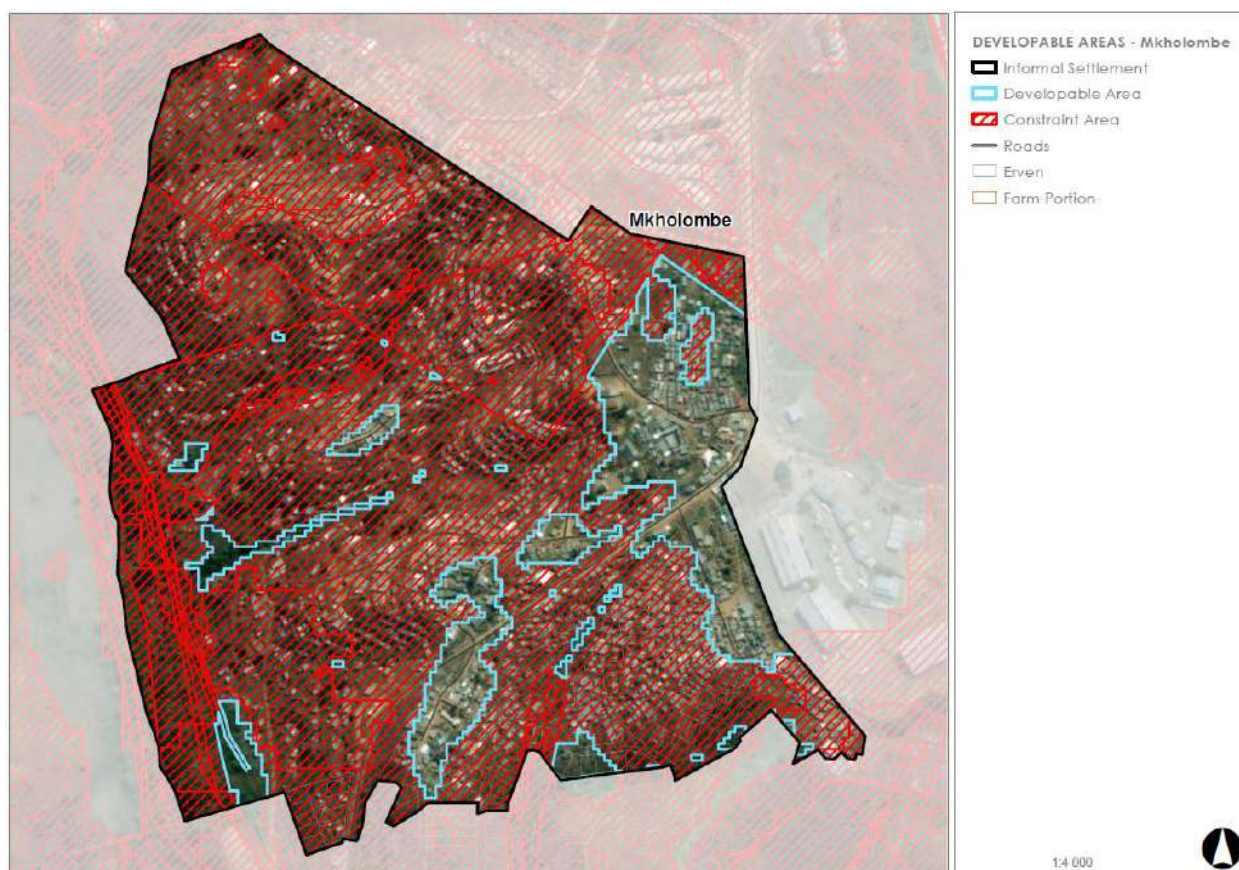 Mkholombe
DEVELOPABLE AREAS - Mkholombe
Informal Settlement
Developable Area
Constraint Area
Roads
Erven
Farm Portion
1:4 000